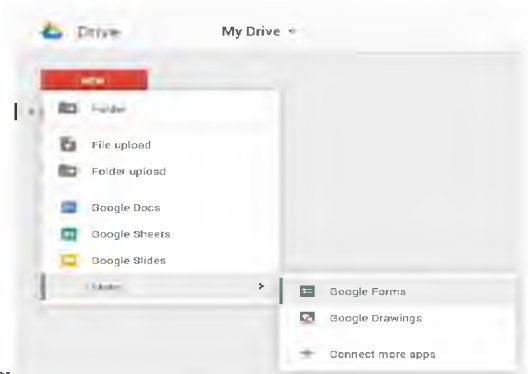 Drive My Drive
NEW
Folder
File upload
Folder upload
Google Docs
Google Sheets
Google Slides
Google Forms
Google Drawings
Connect more apps